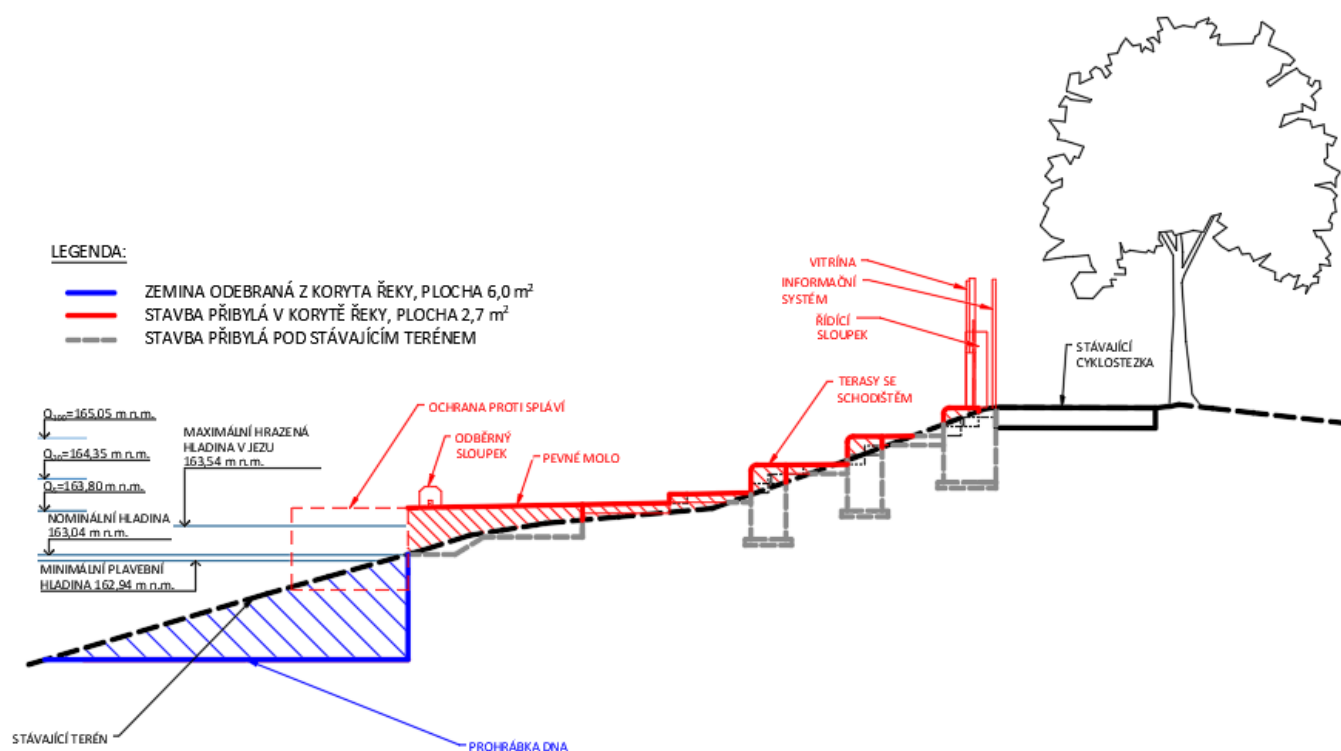 LEGENDA:
ZEMINA ODEBRANÁ Z KORYTA ŘEKY, PLOCHA 6,0 m²
STAVBA PŘIBYLÁ V KORYTĚ ŘEKY, PLOCHA 2,7 m²
STAVBA PŘIBYLÁ POD STÁVAJÍCÍM TERÉNEM
VITRÍNA
INFORMAČNÍ
SYSTÉM
ŘÍDÍCÍ
SLOUPEK
STÁVAJÍCÍ
CYKLOSTEZKA
TERASY SE
SCHODIŠTĚM
OCHRANA PROTI SPLÁVÍ
ODBĚRNÝ
SLOUPEK
PEVNÉ MOLO
Q₁₀₀=165,05 m n.m.
MAXIMÁLNÍ HRAZENÁ
HLADINA V JEZU
163,54 m n.m.
=164,35 m n.m.
=163,80 m n.m.
NOMINÁLNÍ HLADINA
163,04 m n.m.
MINIMÁLNÍ PLAVEBNÍ
HLADINA 162,94 m n.m.
STÁVAJÍCÍ TERÉN
PROHRÁBKA DNA